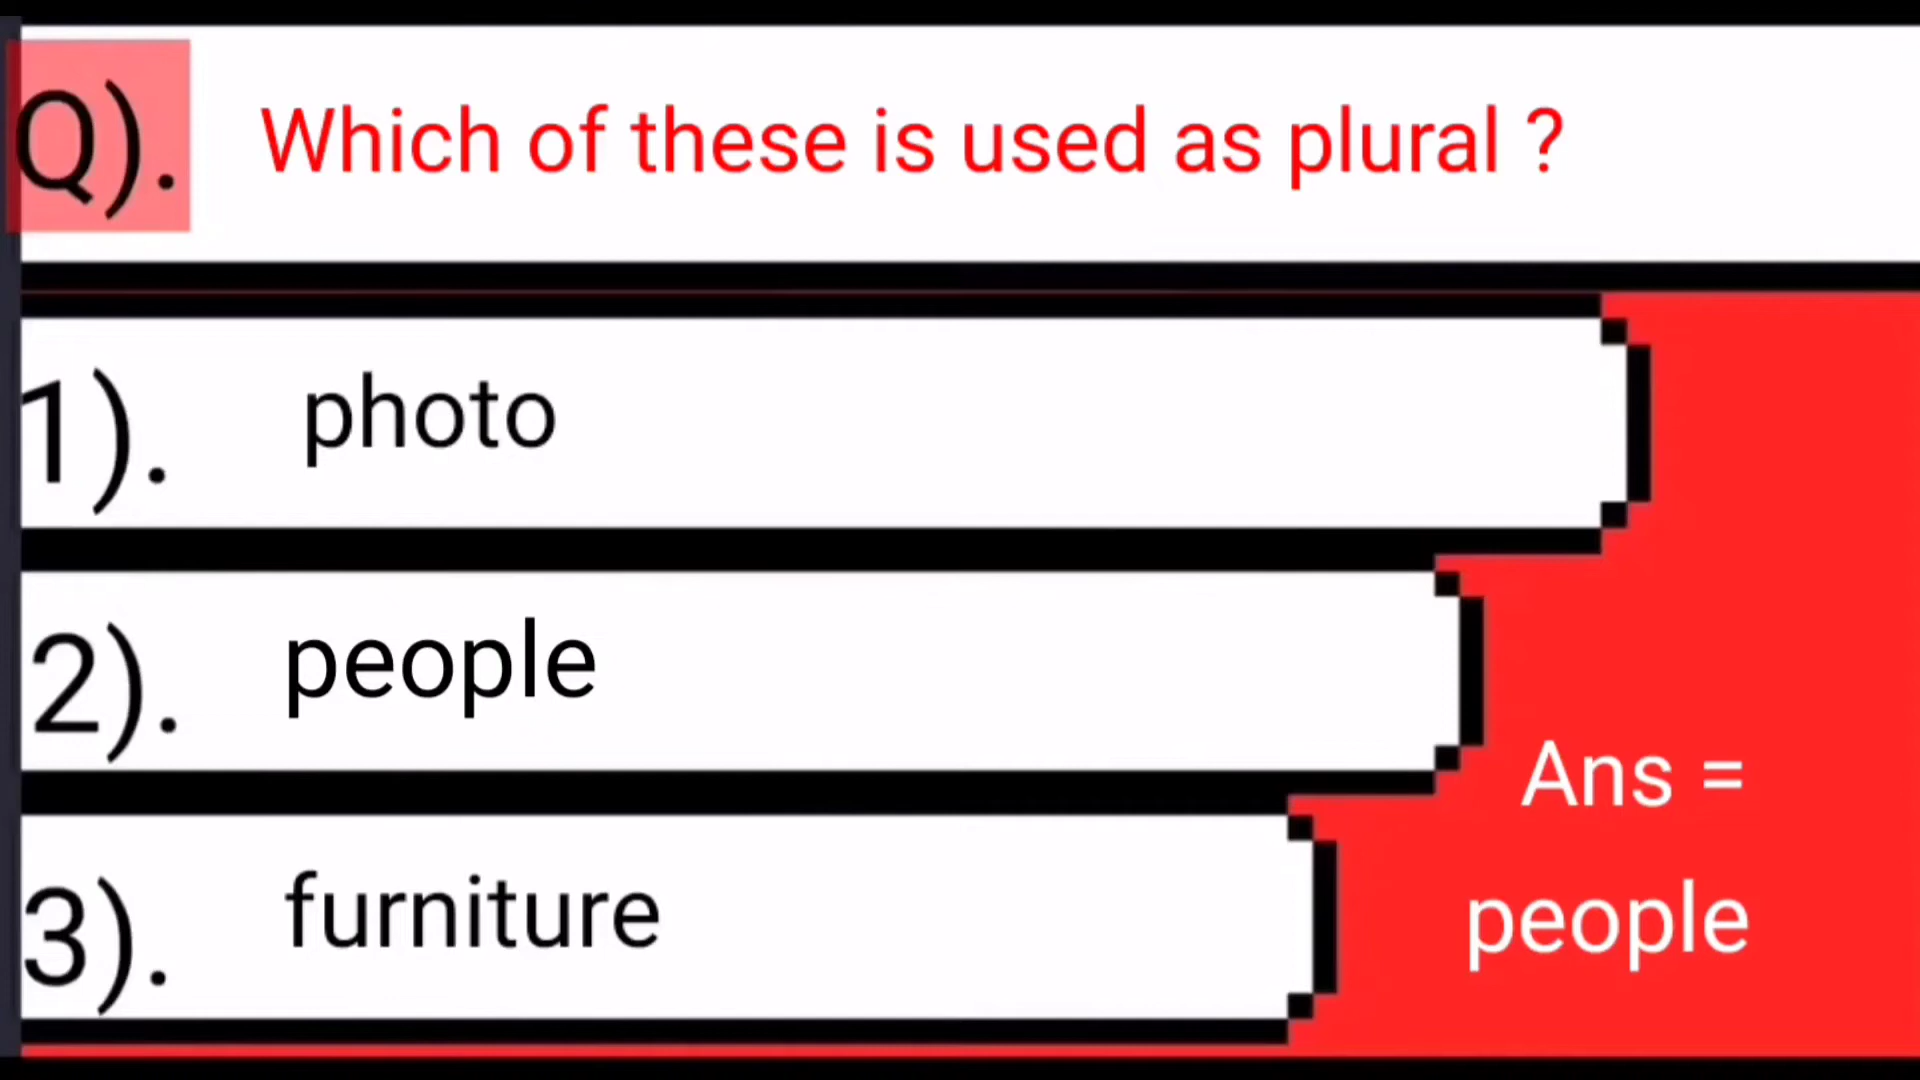 Q). Which of these is used as plural ?
1). photo
2). people
3). furniture
Ans =
people